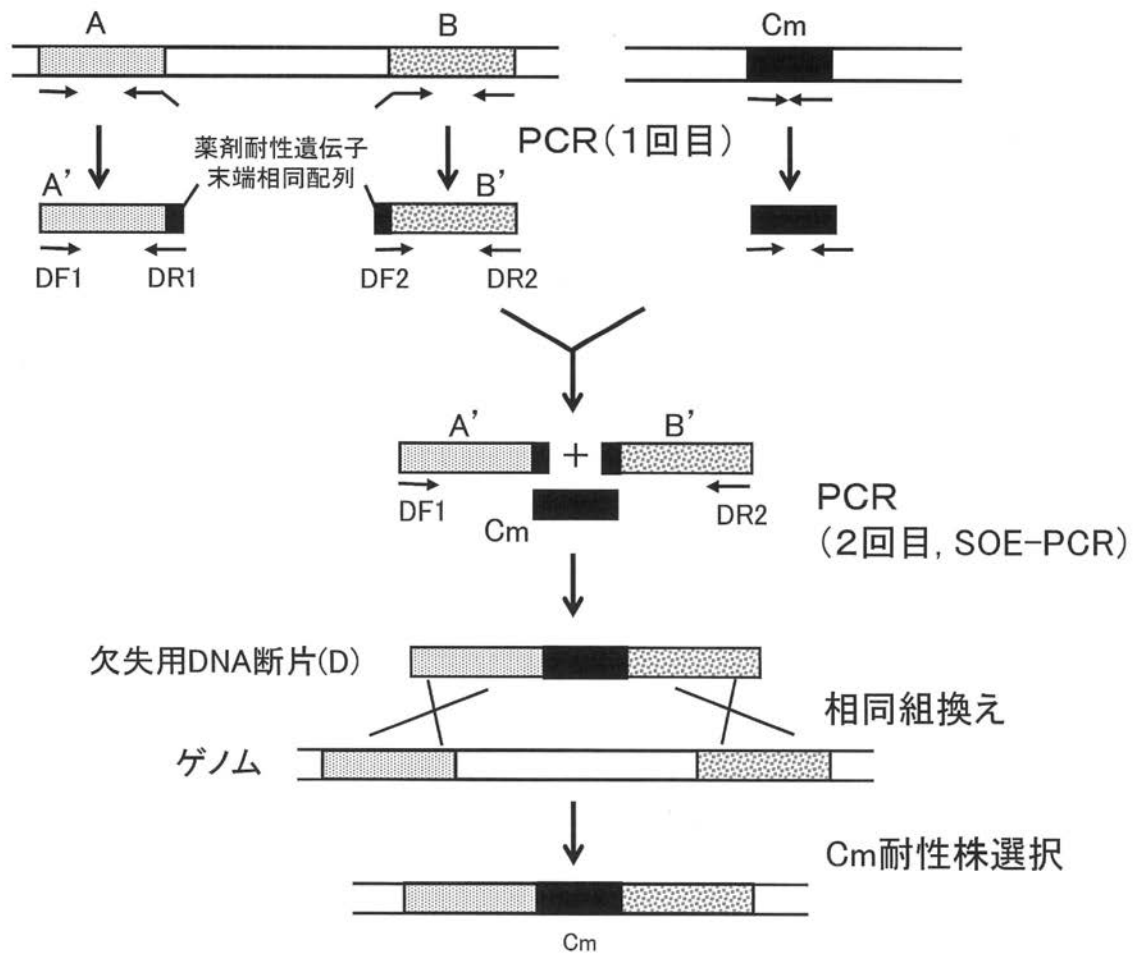 A
B
Cm
PCR(1回目)
薬剤耐性遺伝子
末端相同配列
A'
B'
DF1
DR1
DF2
DR2
A'
B'
+
DF1
Cm
DR2
PCR
(2回目, SOE-PCR)
欠失用DNA断片(D)
相同組換え
ゲノム
Cm耐性株選択
Cm